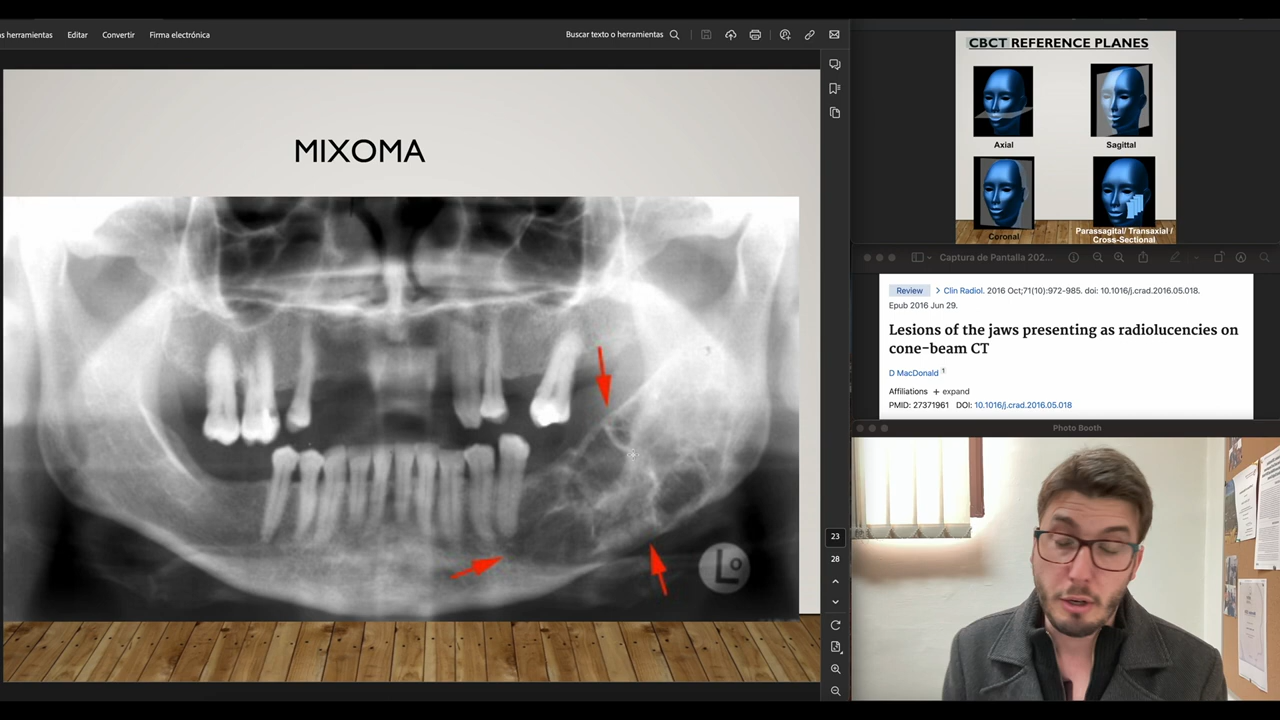 as herramientas Editar Convertir Firma electrónica Buscar texto o herramientas
MIXOMA
L
23
28
CBCT REFERENCE PLANES
Axial
Sagittal
Coronal
Parassagital/ Transaxial /
Cross-Sectional
Captura de Pantalla 202...
Review > Clin Radiol. 2016 Oct;71(10):972-985. doi: 10.1016/j.crad.2016.05.018.
Epub 2016 Jun 29.
Lesions of the jaws presenting as radiolucencies on
cone-beam CT
D MacDonald 1
Affiliations + expand
PMID: 27371961 DOI: 10.1016/j.crad.2016.05.018
Photo Booth